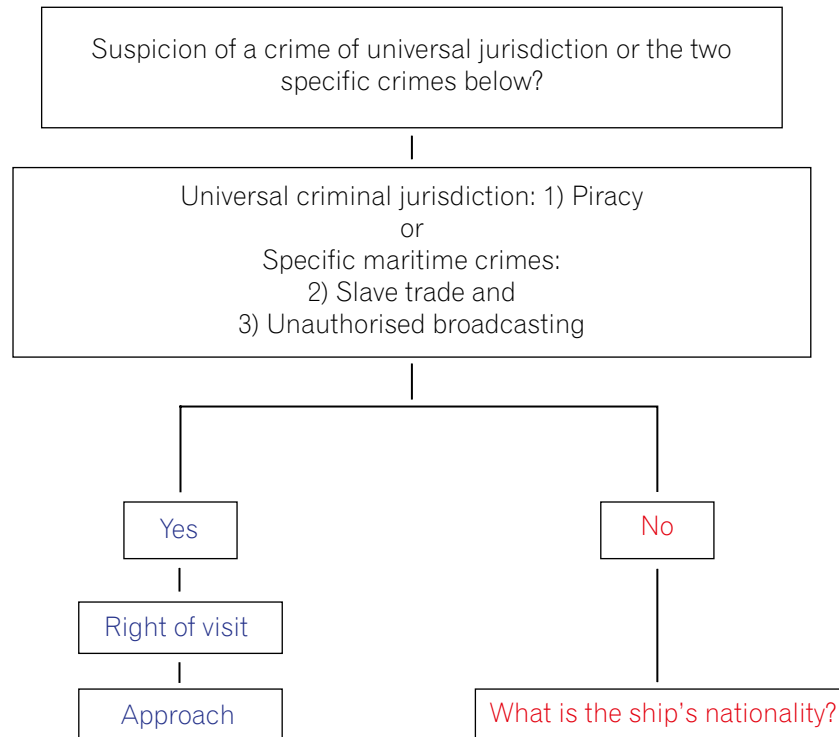 Suspicion of a crime of universal jurisdiction or the two
specific crimes below?
Universal criminal jurisdiction: 1) Piracy
or
Specific maritime crimes:
2) Slave trade and
3) Unauthorised broadcasting
Yes
No
Right of visit
Approach
What is the ship's nationality?